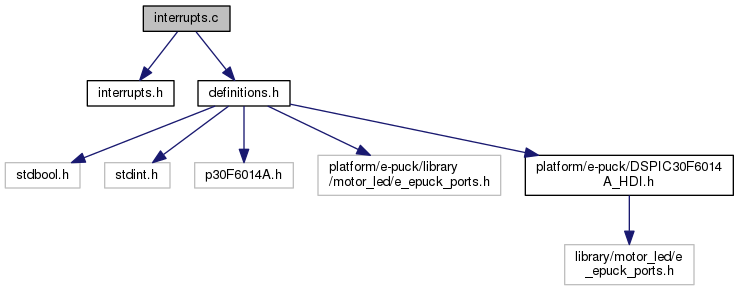 interrupts.c
interrupts.h
definitions.h
stdbool.h
stdint.h
p30F6014A.h
platform/e-puck/library
/motor_led/e_epuck_ports.h
platform/e-puck/DSPIC30F6014
A_HDI.h
library/motor_led/e
_epuck_ports.h